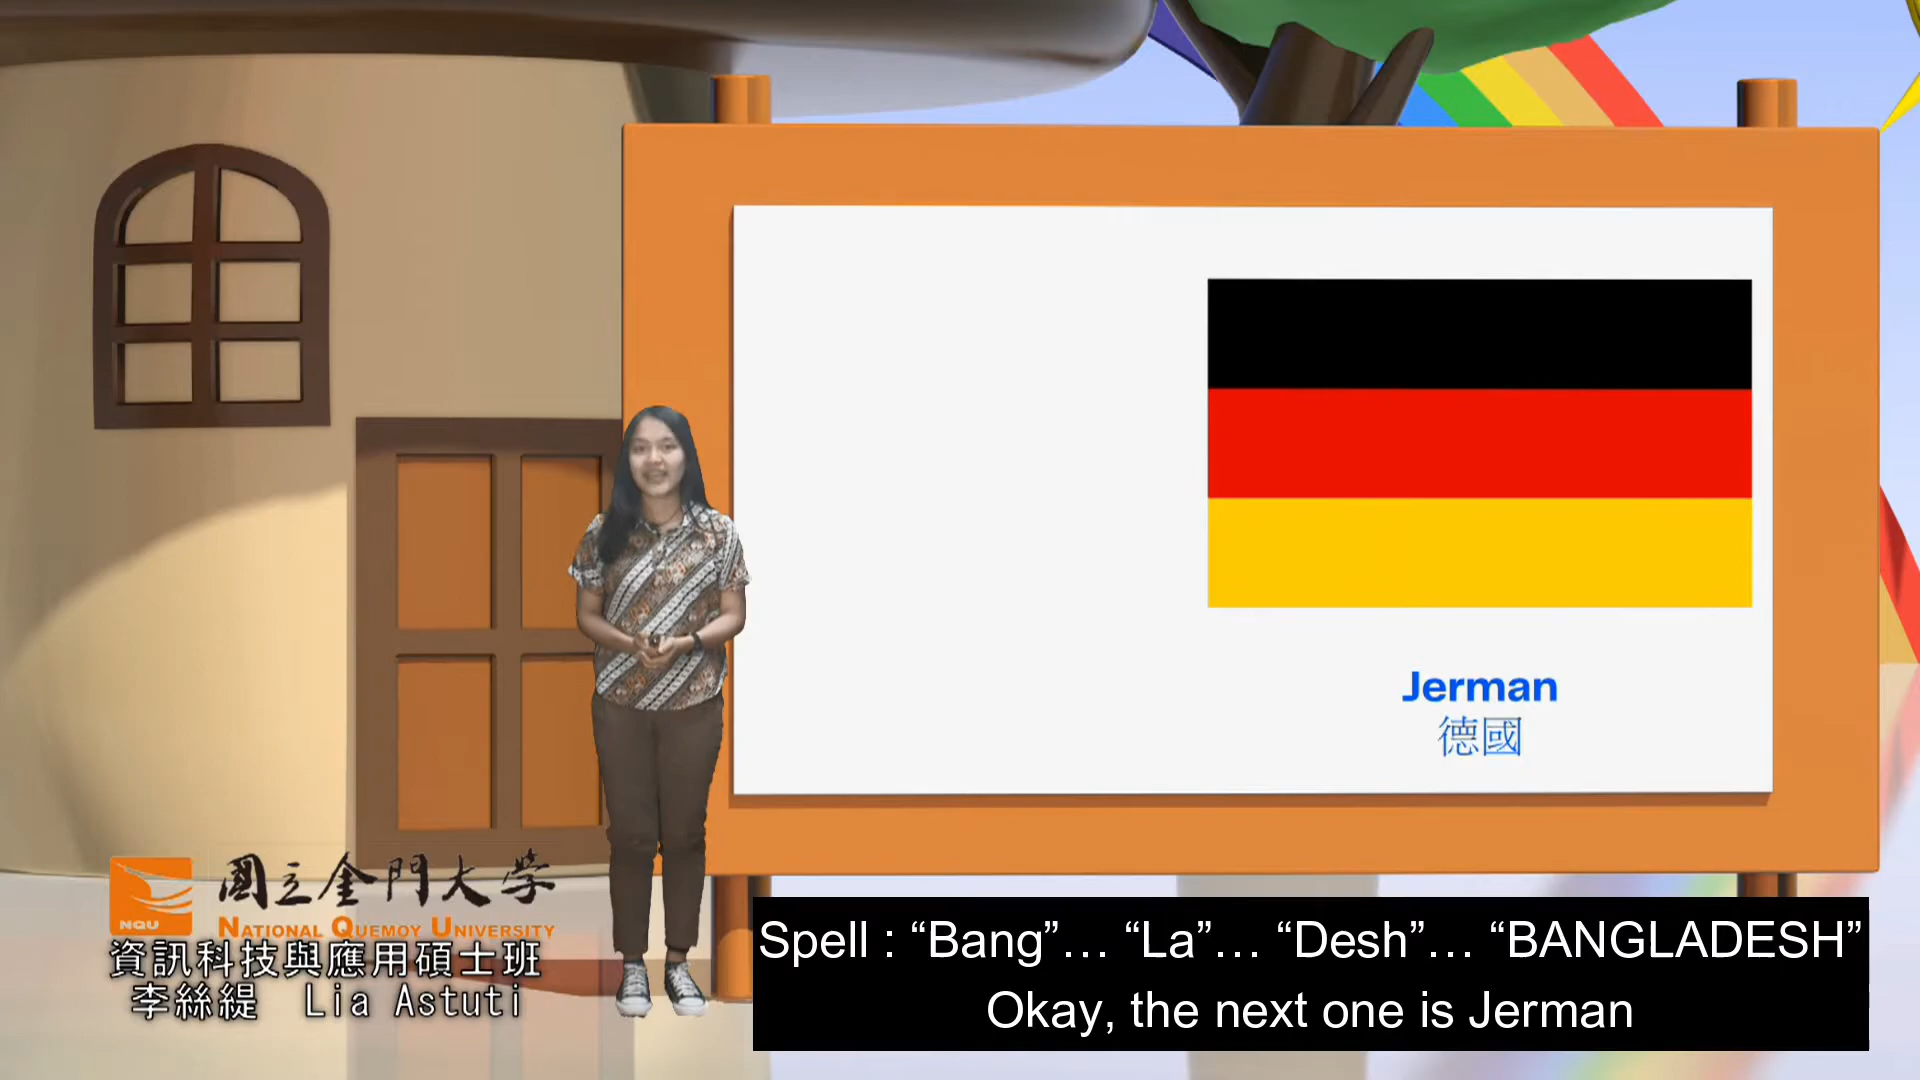 Jerman
德國
NQU
國立金門大學
NATIONAL QUEMOY UNIVERSITY
資訊科技與應用碩士班
李絲緹 Lia Astuti
Spell : “Bang”… “La”… “Desh”… “BANGLADESH”
Okay, the next one is Jerman